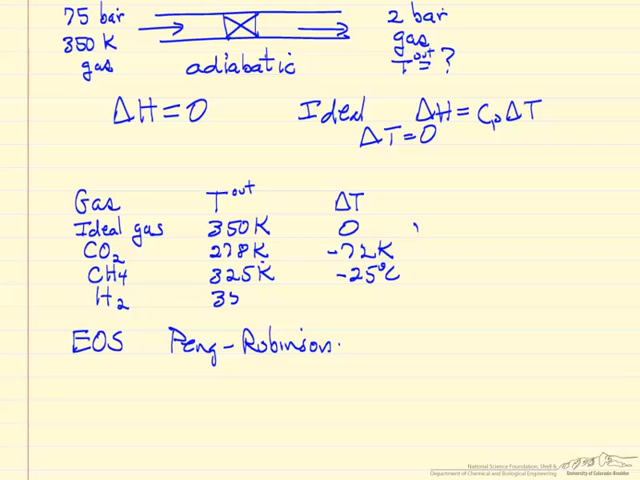 75 bar 2 bar
350 K gas
gas adiabatic T^out = ?
ΔH = 0 Ideal ΔH = Cp ΔT
ΔT = 0
Gas T^out ΔT
Ideal gas 350 K 0
CO2 278 K -72 K
CH4 325 K -25°C
H2 35
EOS Peng-Robinson.
National Science Foundation, Shell &
Department of Chemical and Biological Engineering University of Colorado Boulder